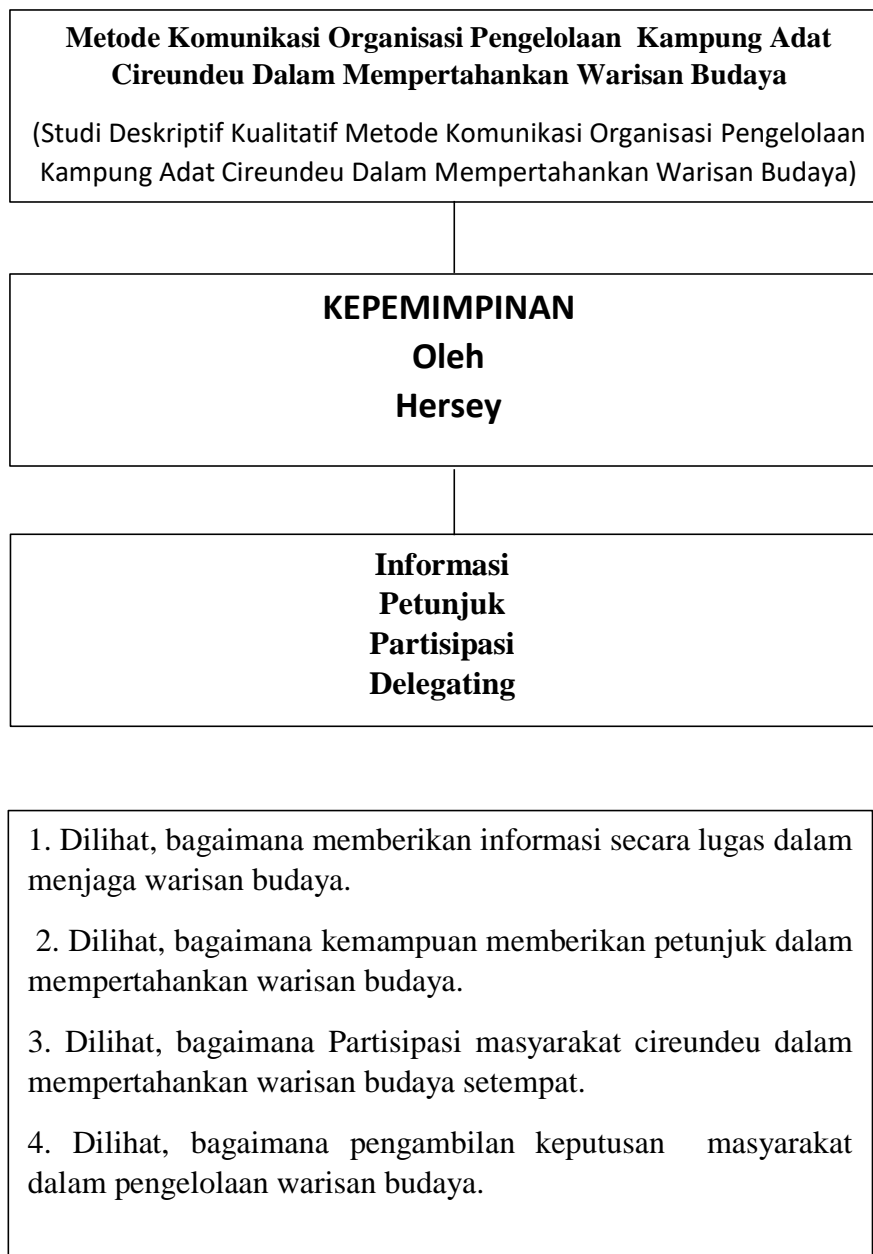 Metode Komunikasi Organisasi Pengelolaan Kampung Adat
Cireundeu Dalam Mempertahankan Warisan Budaya
(Studi Deskriptif Kualitatif Metode Komunikasi Organisasi Pengelolaan
Kampung Adat Cireundeu Dalam Mempertahankan Warisan Budaya)
KEPEMIMPINAN
Oleh
Hersey
Informasi
Petunjuk
Partisipasi
Delegating
1. Dilihat, bagaimana memberikan informasi secara lugas dalam
menjaga warisan budaya.
2. Dilihat, bagaimana kemampuan memberikan petunjuk dalam
mempertahankan warisan budaya.
3. Dilihat, bagaimana Partisipasi masyarakat cireundeu dalam
mempertahankan warisan budaya setempat.
4. Dilihat, bagaimana pengambilan keputusan masyarakat
dalam pengelolaan warisan budaya.